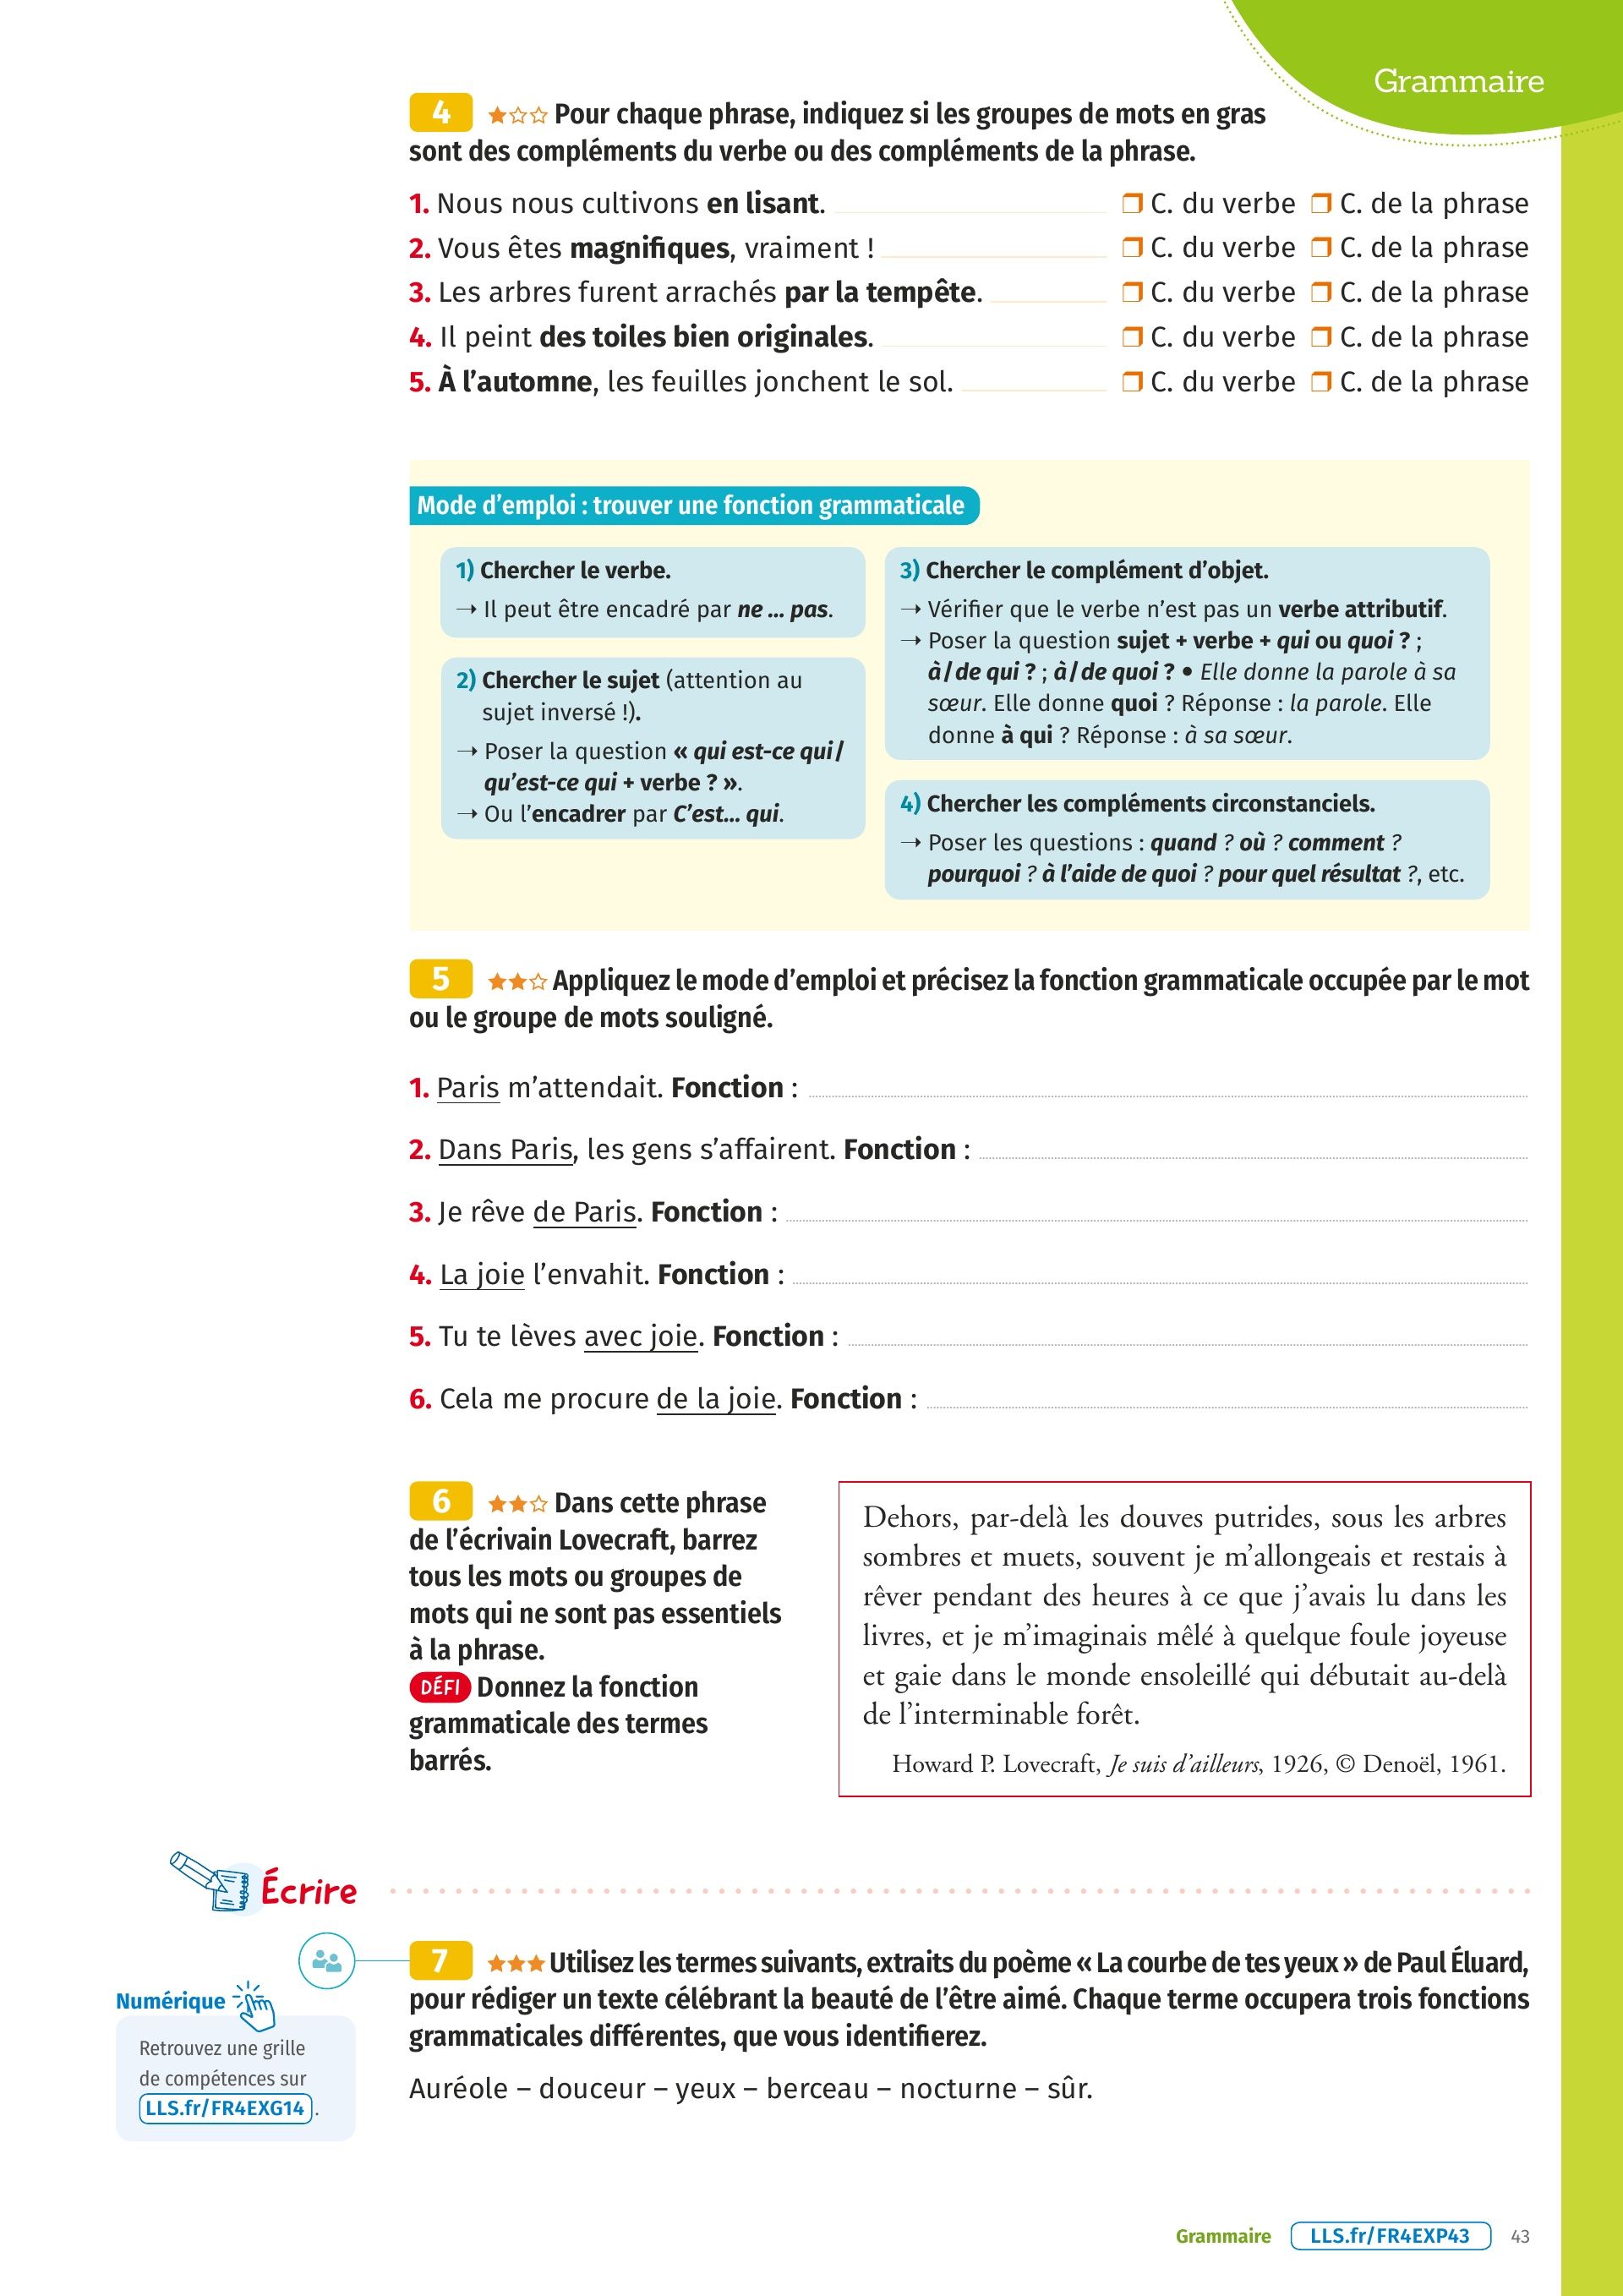 Grammaire
4 ★☆☆ Pour chaque phrase, indiquez si les groupes de mots en gras
sont des compléments du verbe ou des compléments de la phrase.
1. Nous nous cultivons en lisant. ❒ C. du verbe ❒ C. de la phrase
2. Vous êtes magnifiques, vraiment ! ❒ C. du verbe ❒ C. de la phrase
3. Les arbres furent arrachés par la tempête. ❒ C. du verbe ❒ C. de la phrase
4. Il peint des toiles bien originales. ❒ C. du verbe ❒ C. de la phrase
5. À l’automne, les feuilles jonchent le sol. ❒ C. du verbe ❒ C. de la phrase
Mode d’emploi : trouver une fonction grammaticale
1) Chercher le verbe.
→ Il peut être encadré par ne ... pas.
2) Chercher le sujet (attention au
sujet inversé !).
→ Poser la question « qui est-ce qui /
qu’est-ce qui + verbe ? ».
→ Ou l’encadrer par C’est... qui.
3) Chercher le complément d’objet.
→ Vérifier que le verbe n’est pas un verbe attributif.
→ Poser la question sujet + verbe + qui ou quoi ? ;
à / de qui ? ; à / de quoi ? • Elle donne la parole à sa
sœur. Elle donne quoi ? Réponse : la parole. Elle
donne à qui ? Réponse : à sa sœur.
4) Chercher les compléments circonstanciels.
→ Poser les questions : quand ? où ? comment ?
pourquoi ? à l’aide de quoi ? pour quel résultat ?, etc.
5 ★★☆ Appliquez le mode d’emploi et précisez la fonction grammaticale occupée par le mot
ou le groupe de mots souligné.
1. Paris m’attendait. Fonction :
2. Dans Paris, les gens s’affairent. Fonction :
3. Je rêve de Paris. Fonction :
4. La joie l’envahit. Fonction :
5. Tu te lèves avec joie. Fonction :
6. Cela me procure de la joie. Fonction :
6 ★★☆ Dans cette phrase
de l’écrivain Lovecraft, barrez
tous les mots ou groupes de
mots qui ne sont pas essentiels
à la phrase.
DÉFI Donnez la fonction
grammaticale des termes
barrés.
Dehors, par-delà les douves putrides, sous les arbres
sombres et muets, souvent je m’allongeais et restais à
rêver pendant des heures à ce que j’avais lu dans les
livres, et je m’imaginais mêlé à quelque foule joyeuse
et gaie dans le monde ensoleillé qui débutait au-delà
de l’interminable forêt.
Howard P. Lovecraft, Je suis d’ailleurs, 1926, © Denoël, 1961.
Écrire
7 ★★★ Utilisez les termes suivants, extraits du poème « La courbe de tes yeux » de Paul Éluard,
pour rédiger un texte célébrant la beauté de l’être aimé. Chaque terme occupera trois fonctions
grammaticales différentes, que vous identifierez.
Auréole – douceur – yeux – berceau – nocturne – sûr.
Numérique
Retrouvez une grille
de compétences sur
LLS.fr/FR4EXG14 .
Grammaire LLS.fr/FR4EXP43 43